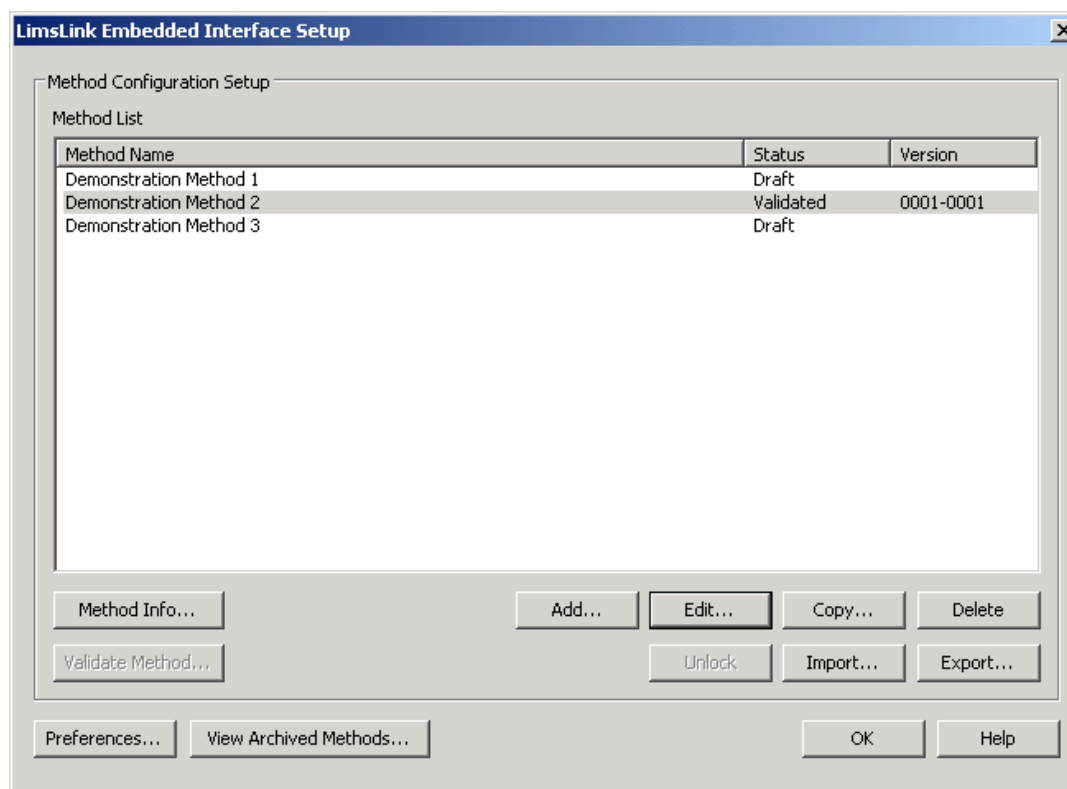 LimsLink Embedded Interface Setup
Method Configuration Setup
Method List
Method Name Status Version
Demonstration Method 1 Draft
Demonstration Method 2 Validated 0001-0001
Demonstration Method 3 Draft
Method Info... Add... Edit... Copy... Delete
Validate Method... Unlock Import... Export...
Preferences... View Archived Methods... OK Help